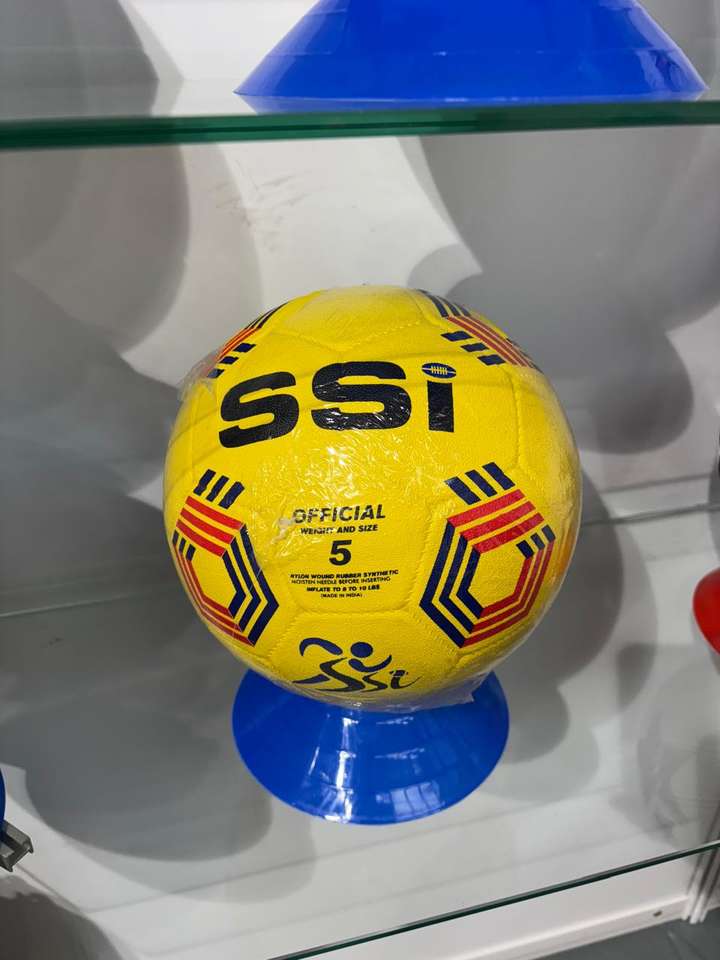 SSi
OFFICIAL
WEIGHT AND SIZE
5
NYLON WOUND RUBBER SYNTHETIC
MOISTEN NEEDLE BEFORE INSERTING
INFLATE TO 8 TO 10 LBS
(MADE IN INDIA)
SSi